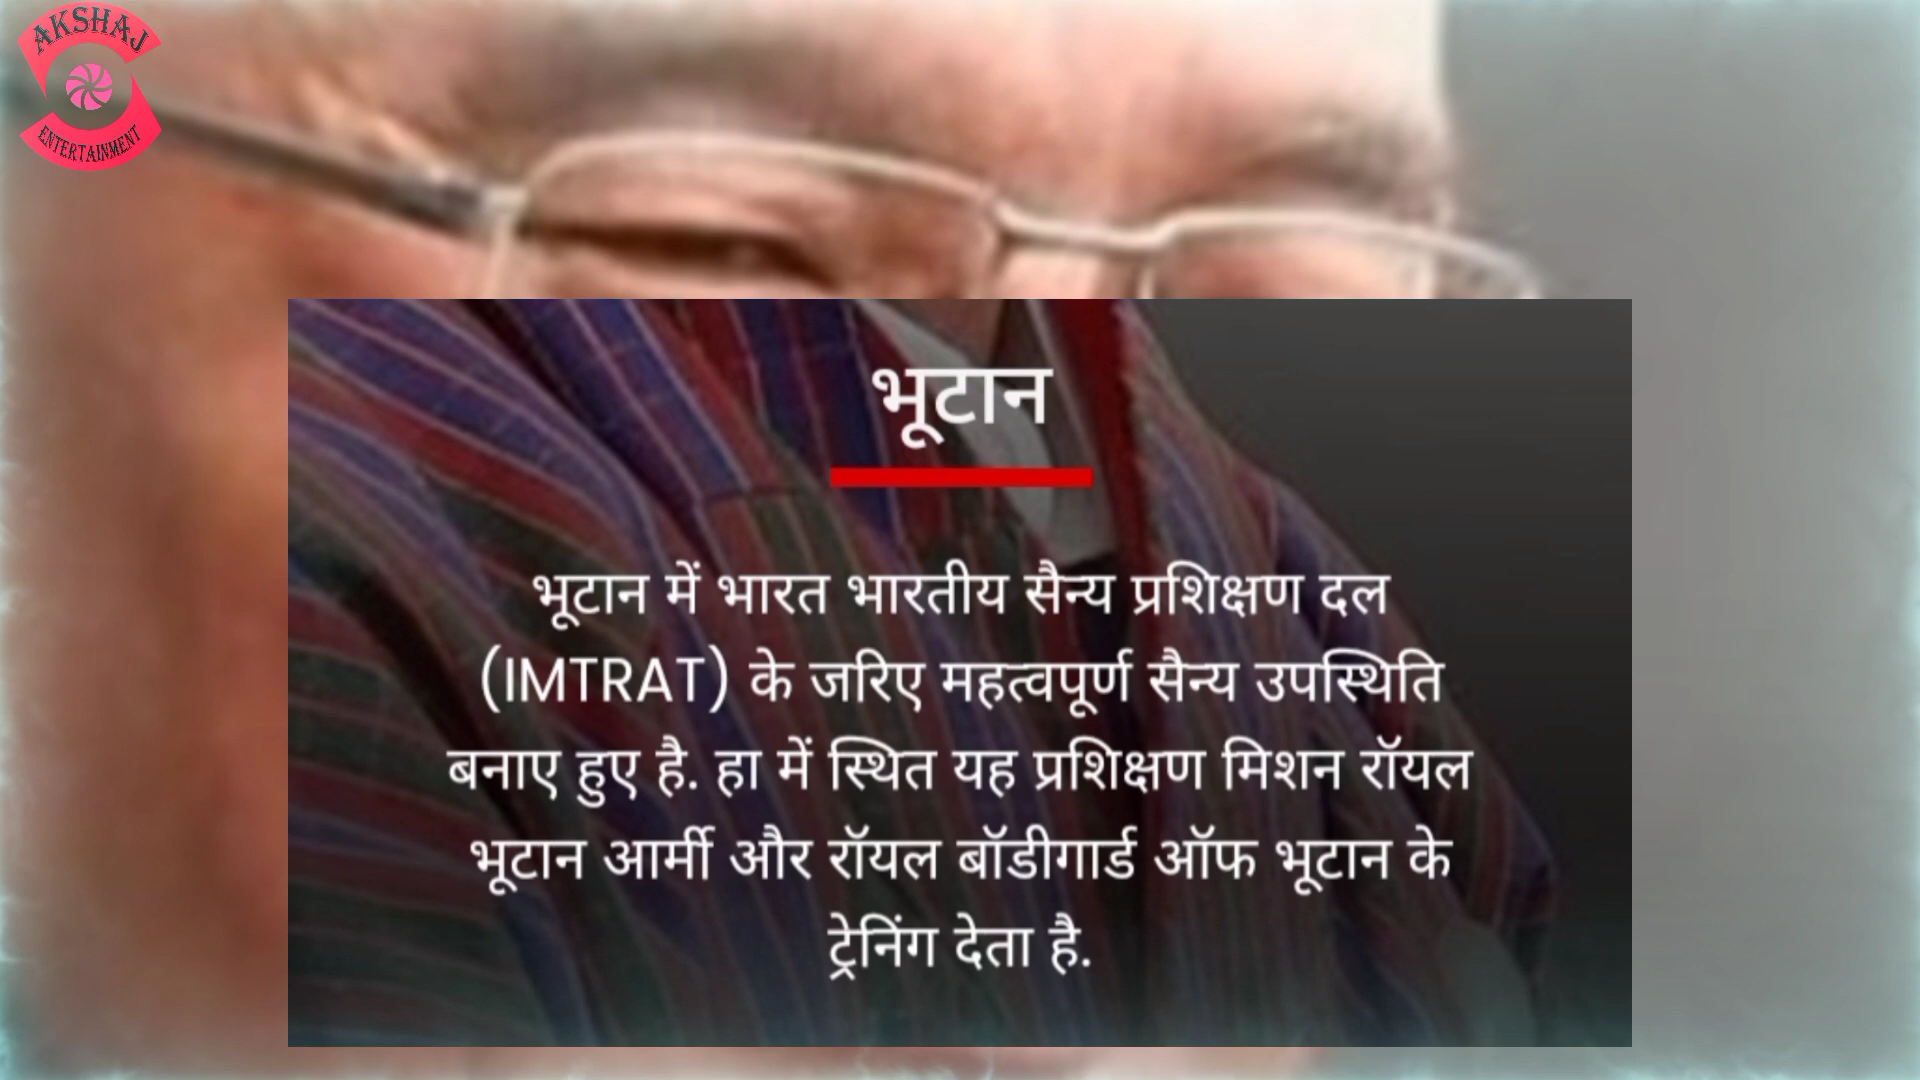 AKSHAJ
ENTERTAINMENT
भूटान
भूटान में भारत भारतीय सैन्य प्रशिक्षण दल
(IMTRAT) के जरिए महत्वपूर्ण सैन्य उपस्थिति
बनाए हुए है. हा में स्थित यह प्रशिक्षण मिशन रॉयल
भूटान आर्मी और रॉयल बॉडीगार्ड ऑफ भूटान के
ट्रेनिंग देता है.